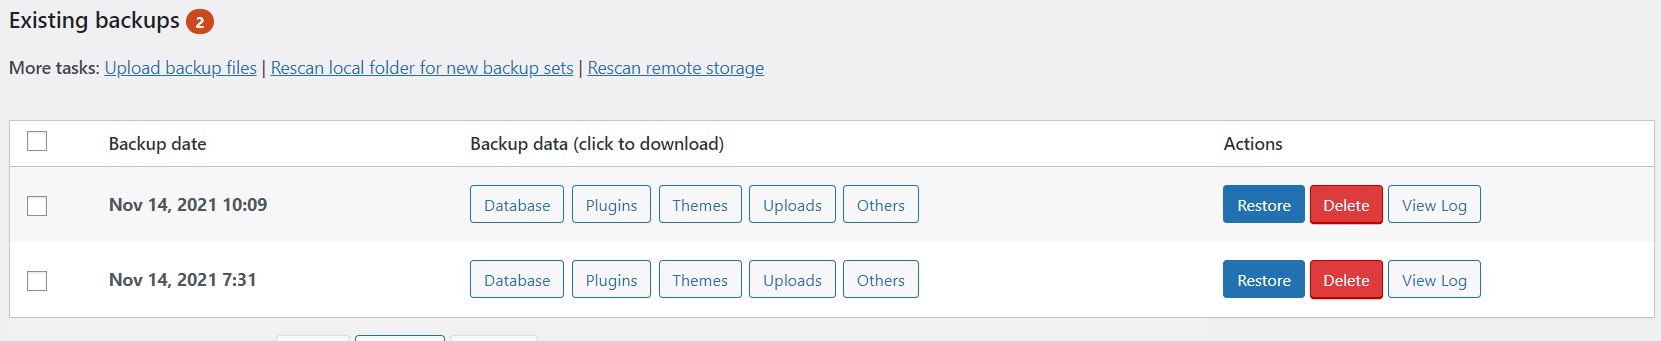 Existing backups 2
More tasks: Upload backup files | Rescan local folder for new backup sets | Rescan remote storage
Backup date Backup data (click to download) Actions
Nov 14, 2021 10:09 Database Plugins Themes Uploads Others Restore Delete View Log
Nov 14, 2021 7:31 Database Plugins Themes Uploads Others Restore Delete View Log